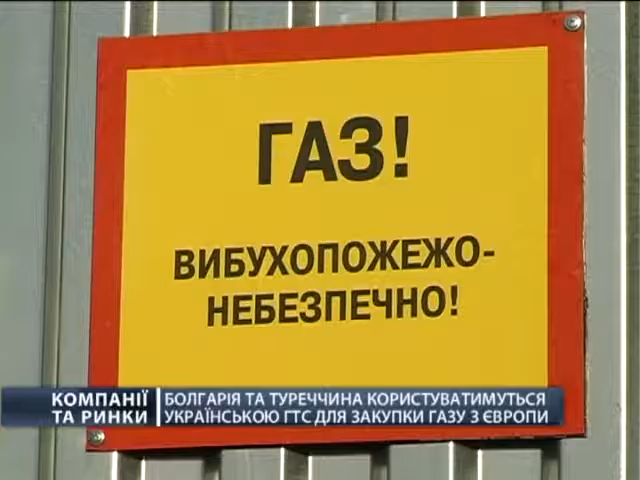 ГАЗ!
ВИБУХОПОЖЕЖО-
НЕБЕЗПЕЧНО!
КОМПАНІЇ
ТА РИНКИ
БОЛГАРІЯ ТА ТУРЕЧЧИНА КОРИСТУВАТИМУТЬСЯ
УКРАЇНСЬКОЮ ГТС ДЛЯ ЗАКУПКИ ГАЗУ З ЄВРОПИ